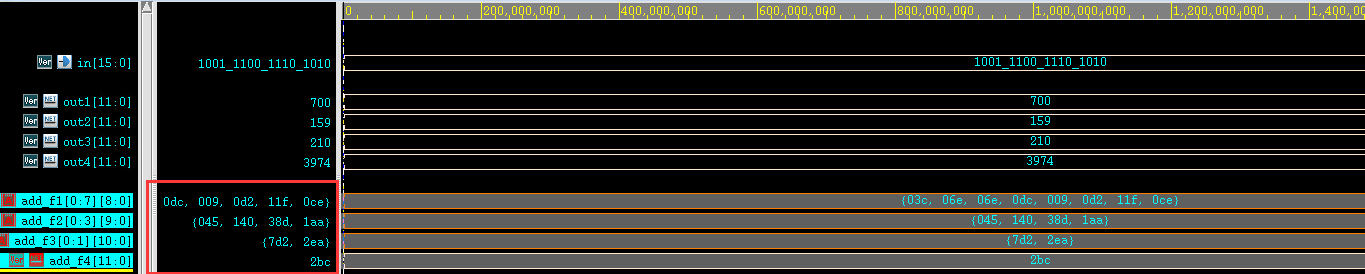 0 200,000,000 400,000,000 600,000,000 800,000,000 1,000,000,000 1,200,000,000 1,400,
in[15:0] 1001_1100_1110_1010 1001_1100_1110_1010
out1[11:0] 700 700
out2[11:0] 159 159
out3[11:0] 210 210
out4[11:0] 3974 3974
add_f1[0:7][8:0] 0dc, 009, 0d2, 11f, 0ce} {03c, 06e, 06e, 0dc, 009, 0d2, 11f, 0ce}
add_f2[0:3][9:0] {045, 140, 38d, 1aa} {045, 140, 38d, 1aa}
add_f3[0:1][10:0] {7d2, 2ea} {7d2, 2ea}
add_f4[11:0] 2bc 2bc